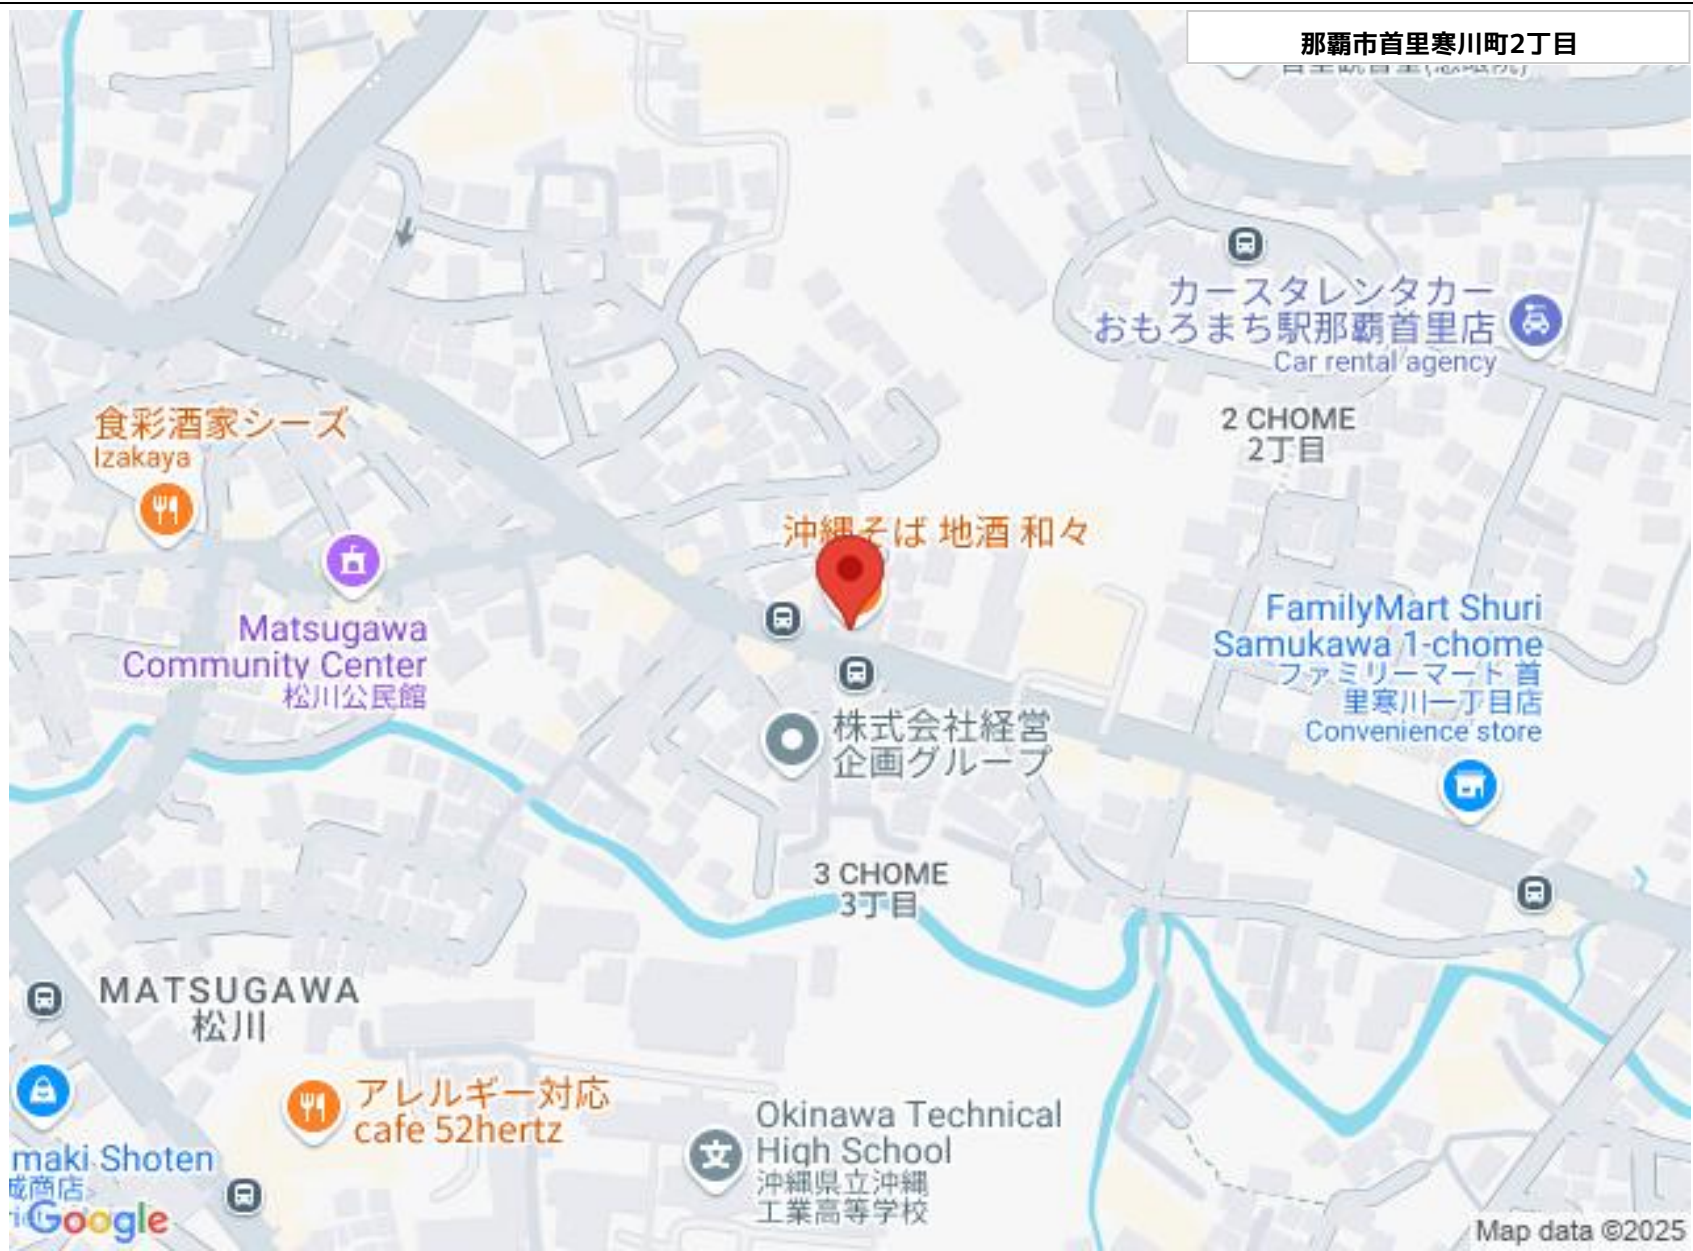 那覇市首里寒川町2丁目
カースタレンタカー
おもろまち駅那覇首里店
Car rental agency
2 CHOME
2丁目
食彩酒家シーズ
Izakaya
沖縄そば 地酒 和々
Matsugawa
Community Center
松川公民館
FamilyMart Shuri
Samukawa 1-chome
ファミリーマート 首
里寒川一丁目店
Convenience store
株式会社経営
企画グループ
3 CHOME
3丁目
MATSUGAWA
松川
アレルギー対応
cafe 52hertz
Okinawa Technical
High School
沖縄県立沖縄
工業高等学校
文
maki Shoten
城商店
Google
Map data ©2025